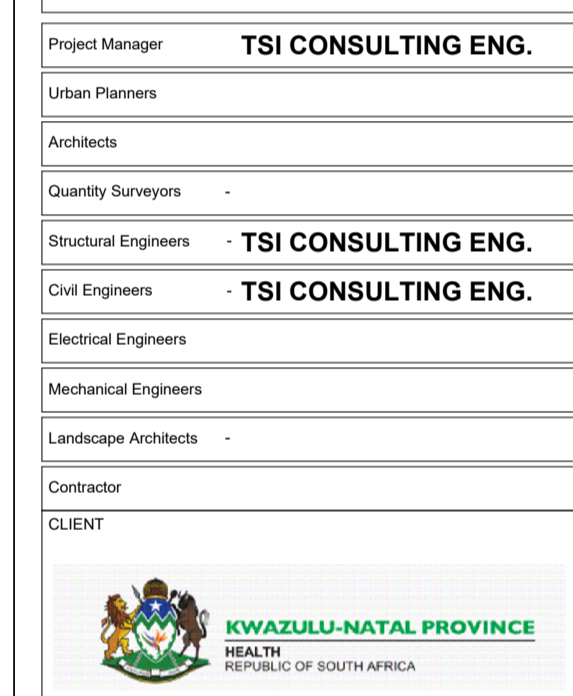 Project Manager TSI CONSULTING ENG.
Urban Planners
Architects
Quantity Surveyors -
Structural Engineers - TSI CONSULTING ENG.
Civil Engineers - TSI CONSULTING ENG.
Electrical Engineers
Mechanical Engineers
Landscape Architects -
Contractor
CLIENT
KWAZULU-NATAL PROVINCE
HEALTH
REPUBLIC OF SOUTH AFRICA